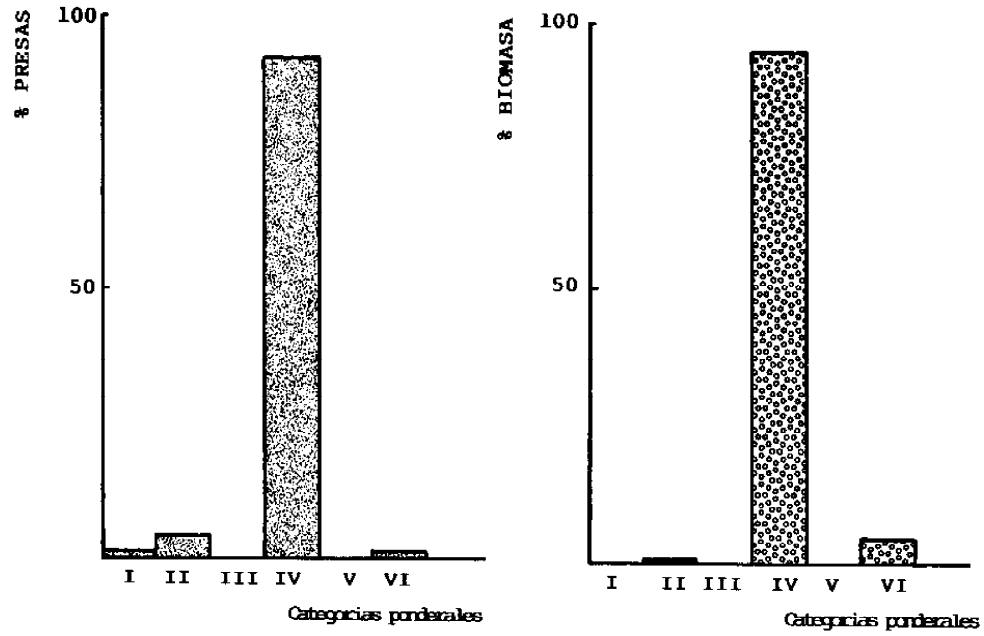 100
% PRESAS
50
I II III IV V VI
Categorias ponderales
100
% BIOMASA
50
I II III IV V VI
Categorias ponderales